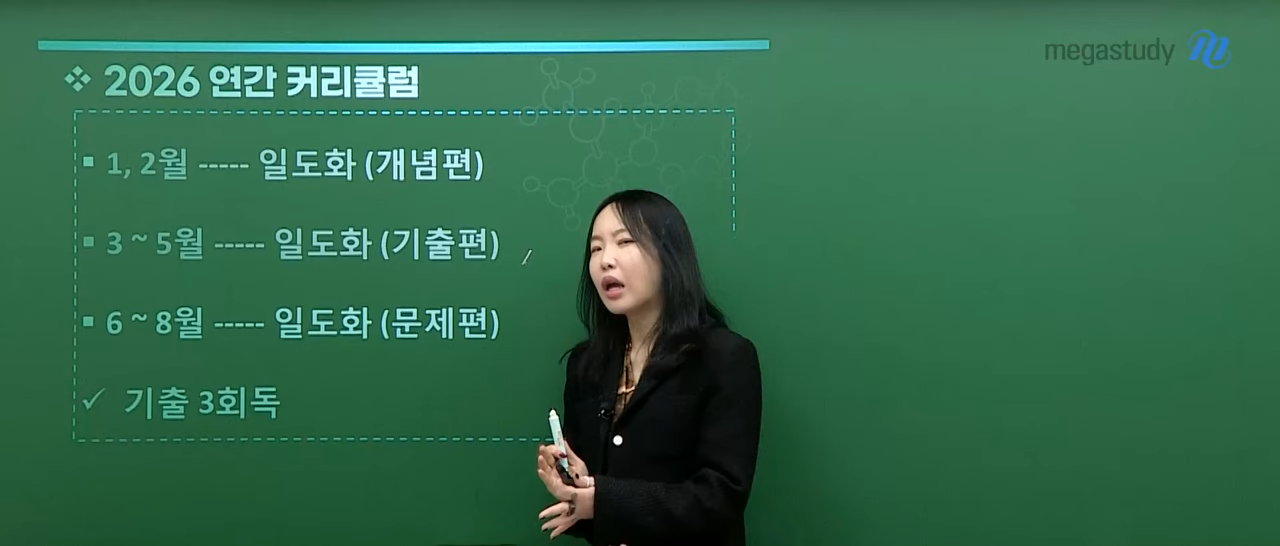 megastudy
❖ 2026 연간 커리큘럼
▪ 1, 2월 ----- 일도화 (개념편)
▪ 3 ~ 5월 ----- 일도화 (기출편)
▪ 6 ~ 8월 ----- 일도화 (문제편)
✓ 기출 3회독